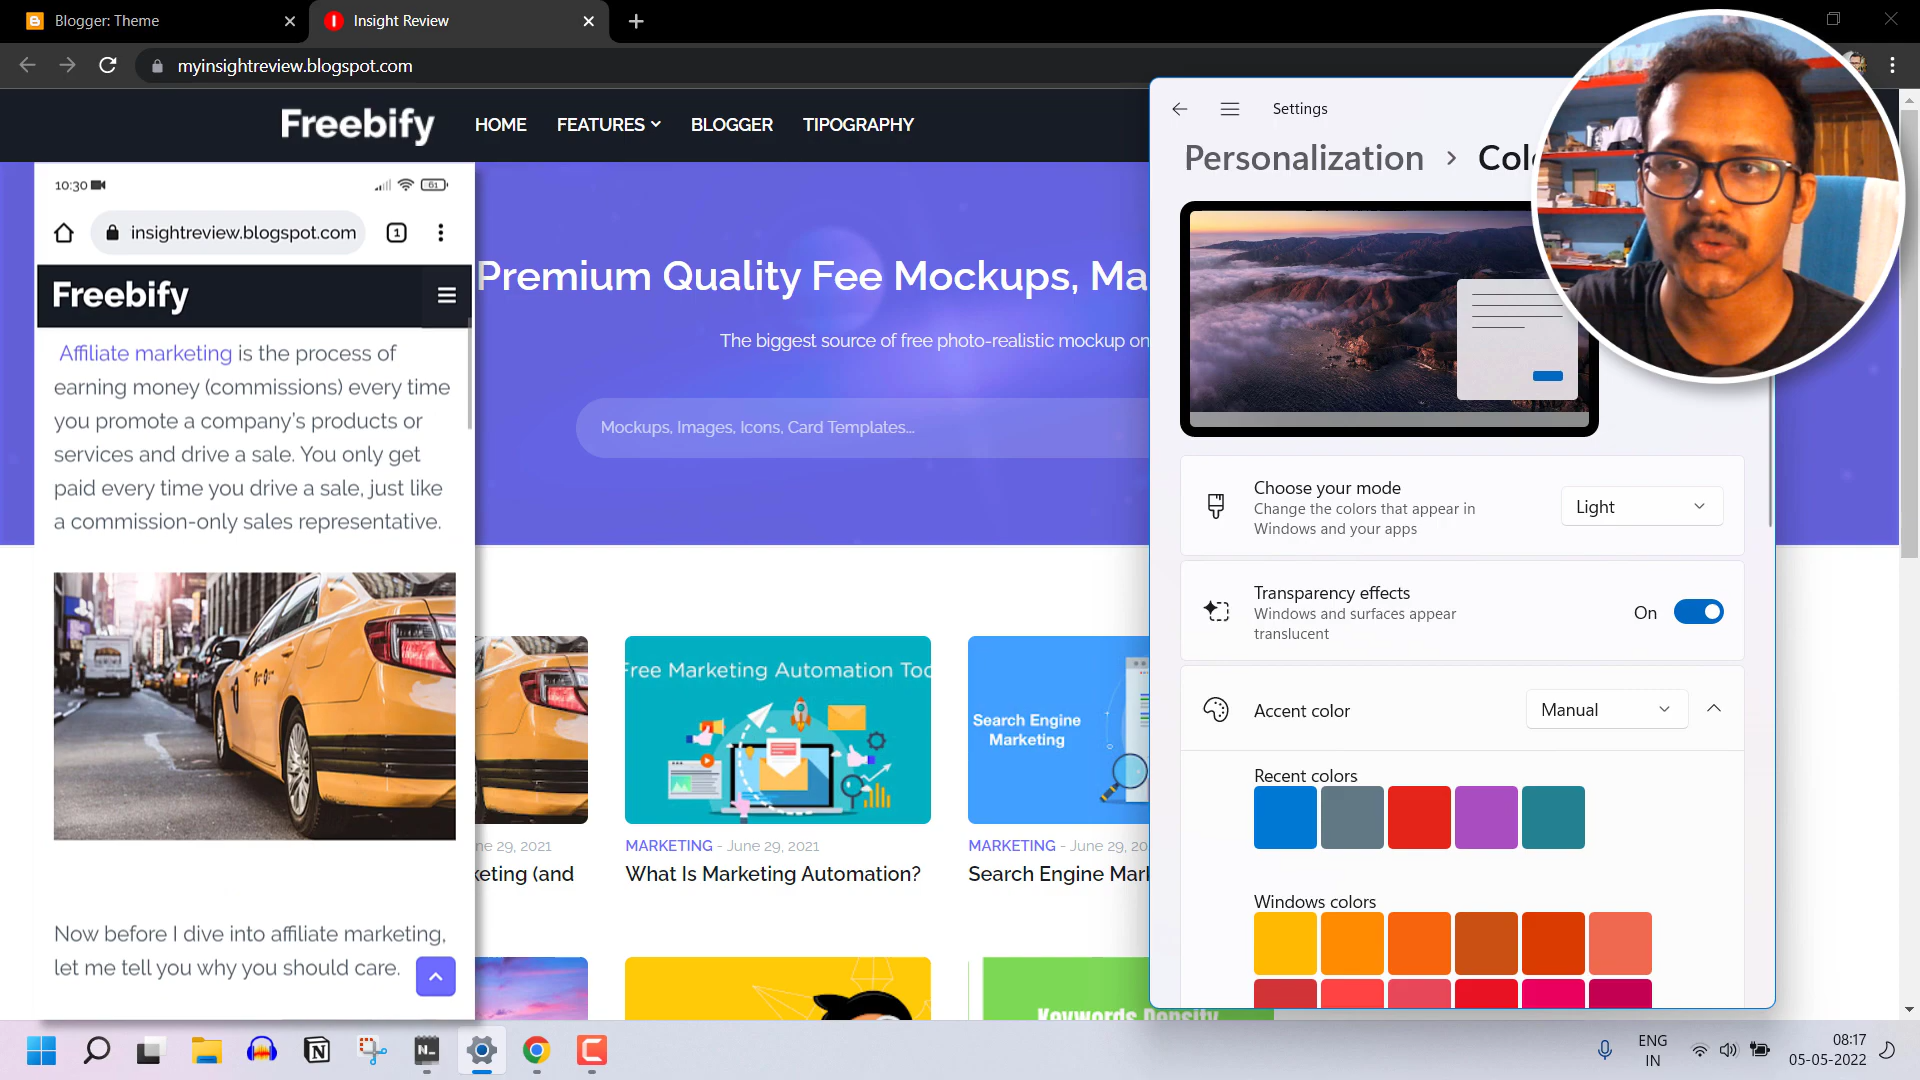 Blogger: Theme
Insight Review
myinsightreview.blogspot.com
Freebify
HOME
FEATURES
BLOGGER
TIPOGRAPHY
Premium Quality Fee Mockups, Ma
The biggest source of free photo-realistic mockup on
Mockups, Images, Icons, Card Templates...
10:30
61
insightreview.blogspot.com
1
Freebify
Affiliate marketing is the process of
earning money (commissions) every time
you promote a company's products or
services and drive a sale. You only get
paid every time you drive a sale, just like
a commission-only sales representative.
Now before I dive into affiliate marketing,
let me tell you why you should care.
ne 29, 2021
keting (and
Free Marketing Automation Too
MARKETING - June 29, 2021
What Is Marketing Automation?
Search Engine
Marketing
MARKETING - June 29, 20
Search Engine Mar
Keywords Density
Settings
Personalization > Col
Choose your mode
Change the colors that appear in
Windows and your apps
Light
Transparency effects
Windows and surfaces appear
translucent
On
Accent color
Manual
Recent colors
Windows colors
ENG
IN
08:17
05-05-2022